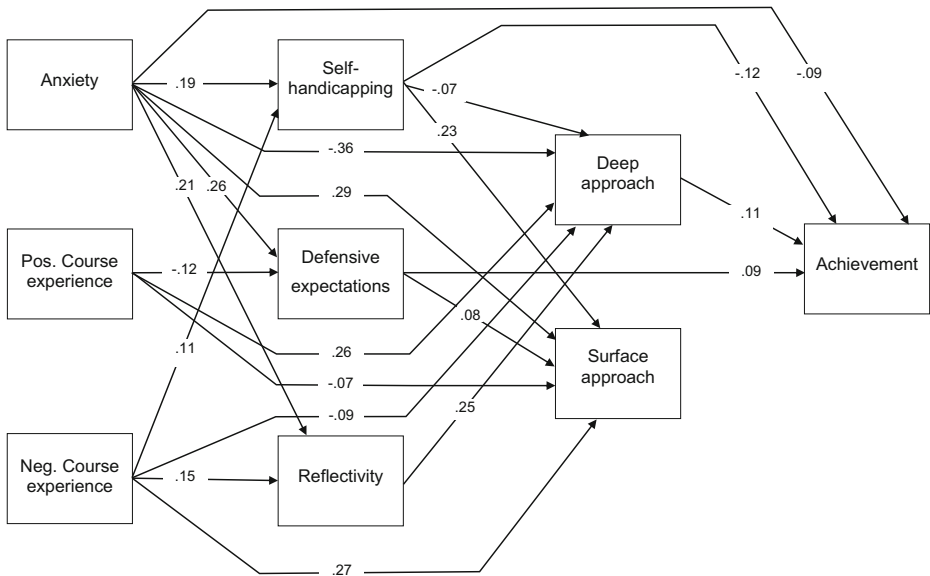 Anxiety
Self-
handicapping
.19
-.12
-.09
-.07
.23
-.36
Deep
approach
.21
.26
.29
.11
Pos. Course
experience
-.12
Defensive
expectations
.09
Achievement
.08
.11
.26
Surface
approach
-.07
-.09
.25
Neg. Course
experience
.15
Reflectivity
.27